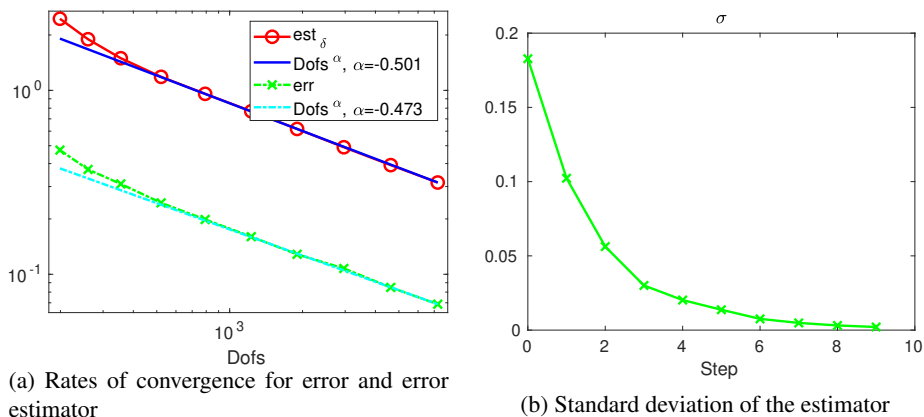 est δ
Dofs α, α=-0.501
err
Dofs α, α=-0.473
10^0
10^-1
10^3
Dofs
(a) Rates of convergence for error and error
estimator
σ
0.2
0.15
0.1
0.05
0
0 2 4 6 8 10
Step
(b) Standard deviation of the estimator